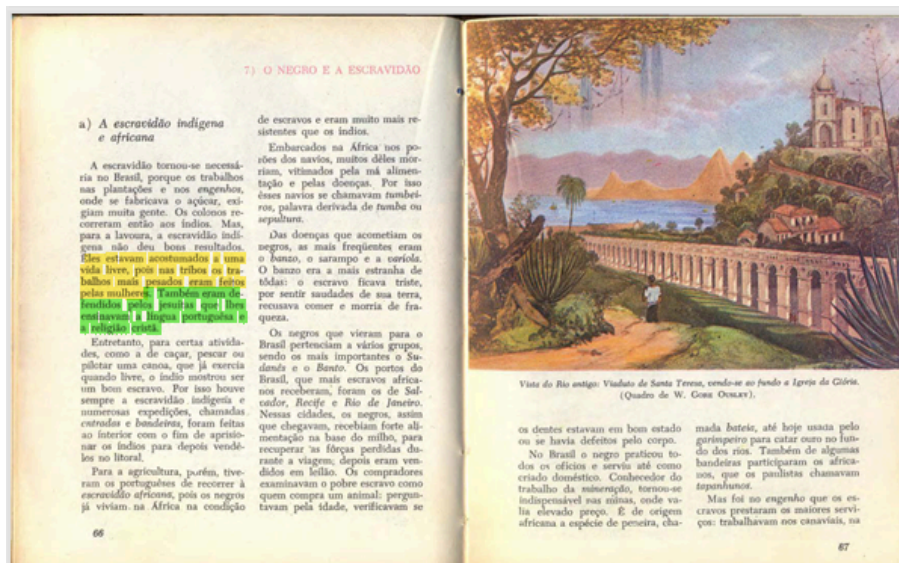 7) O NEGRO E A ESCRAVIDÃO
a) A escravidão indígena
e africana
A escravidão tornou-se necessá-
ria no Brasil, porque os trabalhos
nas plantações e nos engenhos,
onde se fabricava o açúcar, exi-
giam muita gente. Os colonos re-
correram então aos índios. Mas,
para a lavoura, a escravidão indí-
gena não deu bons resultados.
Eles estavam acostumados a uma
vida livre, pois nas tribos os tra-
balhos mais pesados eram feitos
pelas mulheres. Também eram de-
fendidos pelos jesuítas que lhes
ensinavam a língua portuguêsa e
a religião cristã.
Entretanto, para certas ativida-
des, como a de caçar, pescar ou
pilotar uma canoa, que já exercia
quando livre, o índio mostrou ser
um bom escravo. Por isso houve
sempre a escravidão indígena e
numerosas expedições, chamadas
entradas e bandeiras, foram feitas
ao interior com o fim de aprisio-
nar os índios para depois vendê-
los no litoral.
Para a agricultura, porém, tive-
ram os portuguêses de recorrer à
escravidão africana, pois os negros
já viviam na África na condição
de escravos e eram muito mais re-
sistentes que os índios.
Embarcados na África nos po-
rões dos navios, muitos dêles mor-
riam, vitimados pela má alimen-
tação e pelas doenças. Por isso
êsses navios se chamavam tumbei-
ros, palavra derivada de tumba ou
sepultura.
Das doenças que acometiam os
negros, as mais freqüentes eram
o banzo, o sarampo e a varíola.
O banzo era a mais estranha de
tôdas: o escravo ficava triste,
por sentir saudades de sua terra,
recusava comer e morria de fra-
queza.
Os negros que vieram para o
Brasil pertenciam a vários grupos,
sendo os mais importantes o Su-
danês e o Banto. Os portos do
Brasil, que mais escravos africa-
nos receberam, foram os de Sal-
vador, Recife e Rio de Janeiro.
Nessas cidades, os negros, assim
que chegavam, recebiam forte ali-
mentação na base do milho, para
recuperar as fôrças perdidas du-
rante a viagem; depois eram ven-
didos em leilão. Os compradores
examinavam o pobre escravo como
quem compra um animal: pergun-
tavam pela idade, verificavam se
66
Vista do Rio antigo: Viaduto de Santa Teresa, vendo-se ao fundo a Igreja da Glória.
(Quadro de W. GORE OUSLEY).
os dentes estavam em bom estado
ou se havia defeitos pelo corpo.
No Brasil o negro praticou to-
dos os ofícios e serviu até como
criado doméstico. Conhecedor do
trabalho da mineração, tornou-se
indispensável nas minas, onde va-
lia elevado preço. É de origem
africana a espécie de peneira, cha-
mada bateia, até hoje usada pelo
garimpeiro para catar ouro no fun-
do dos rios. Também de algumas
bandeiras participaram os africa-
nos, que os paulistas chamavam
tapanhunos.
Mas foi no engenho que os es-
cravos prestaram os maiores servi-
ços: trabalhavam nos canaviais, na
67